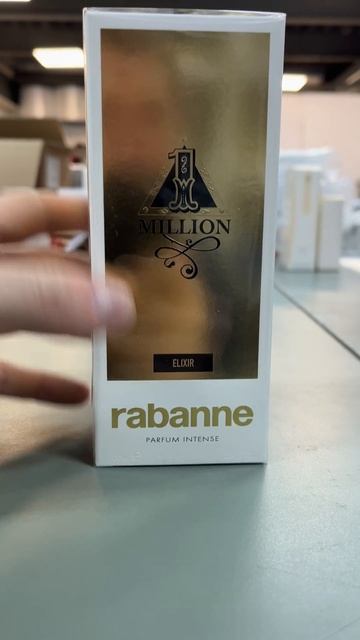 1
MILLION
ELIXIR
rabanne
PARFUM INTENSE